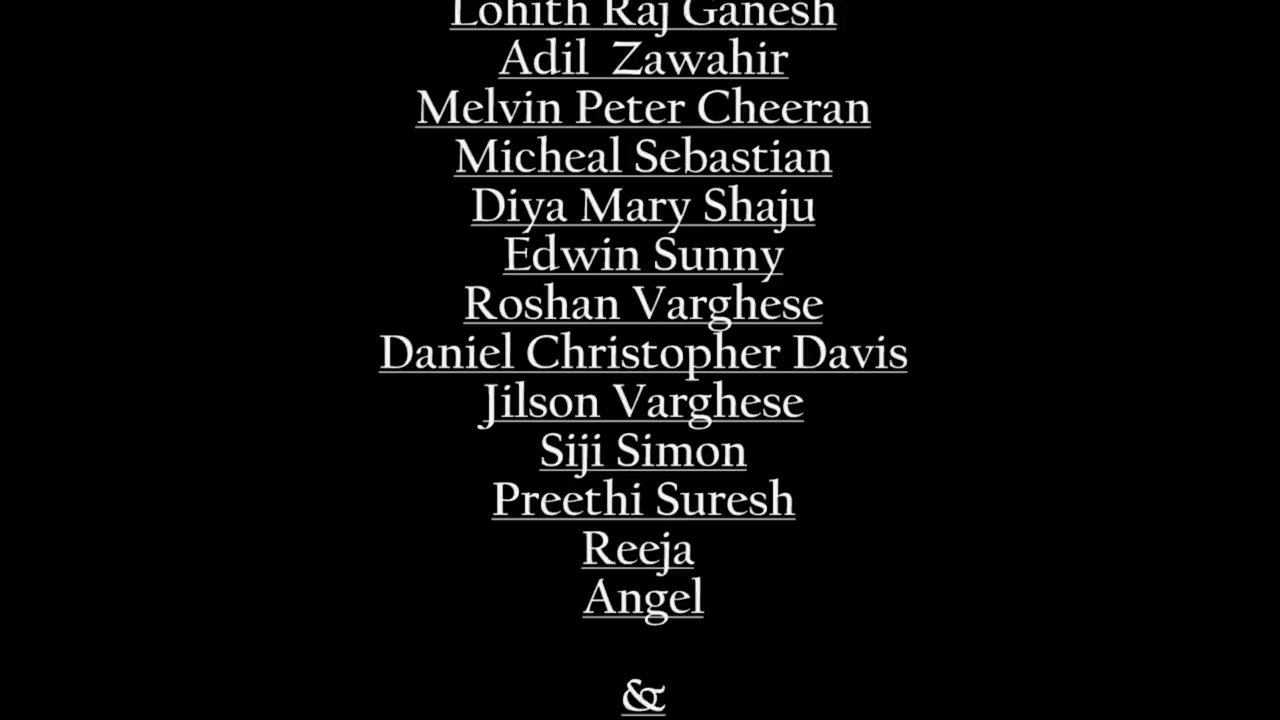 Lohith Raj Ganesh
Adil Zawahir
Melvin Peter Cheeran
Micheal Sebastian
Diya Mary Shaju
Edwin Sunny
Roshan Varghese
Daniel Christopher Davis
Jilson Varghese
Siji Simon
Preethi Suresh
Reeja
Angel
&